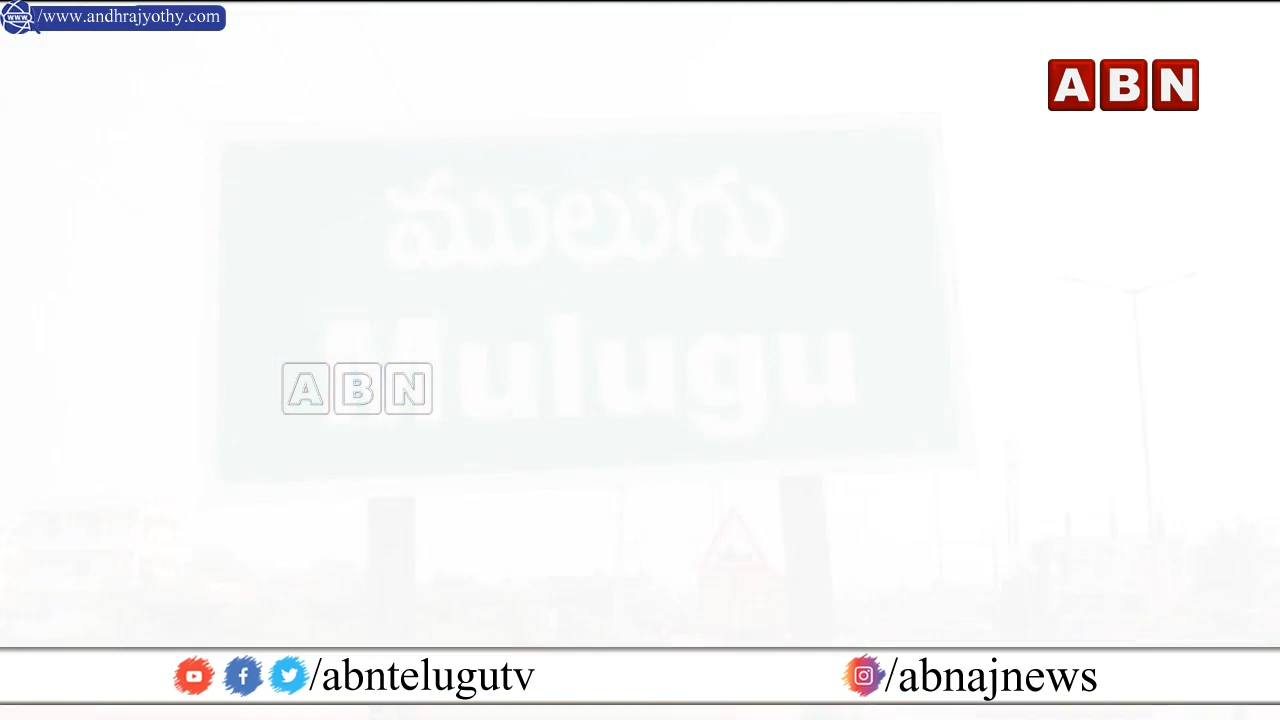 /www.andhrajyothy.com
ABN
ములుగు
Mulugu
ABN
/abntelugutv
/abnajnews